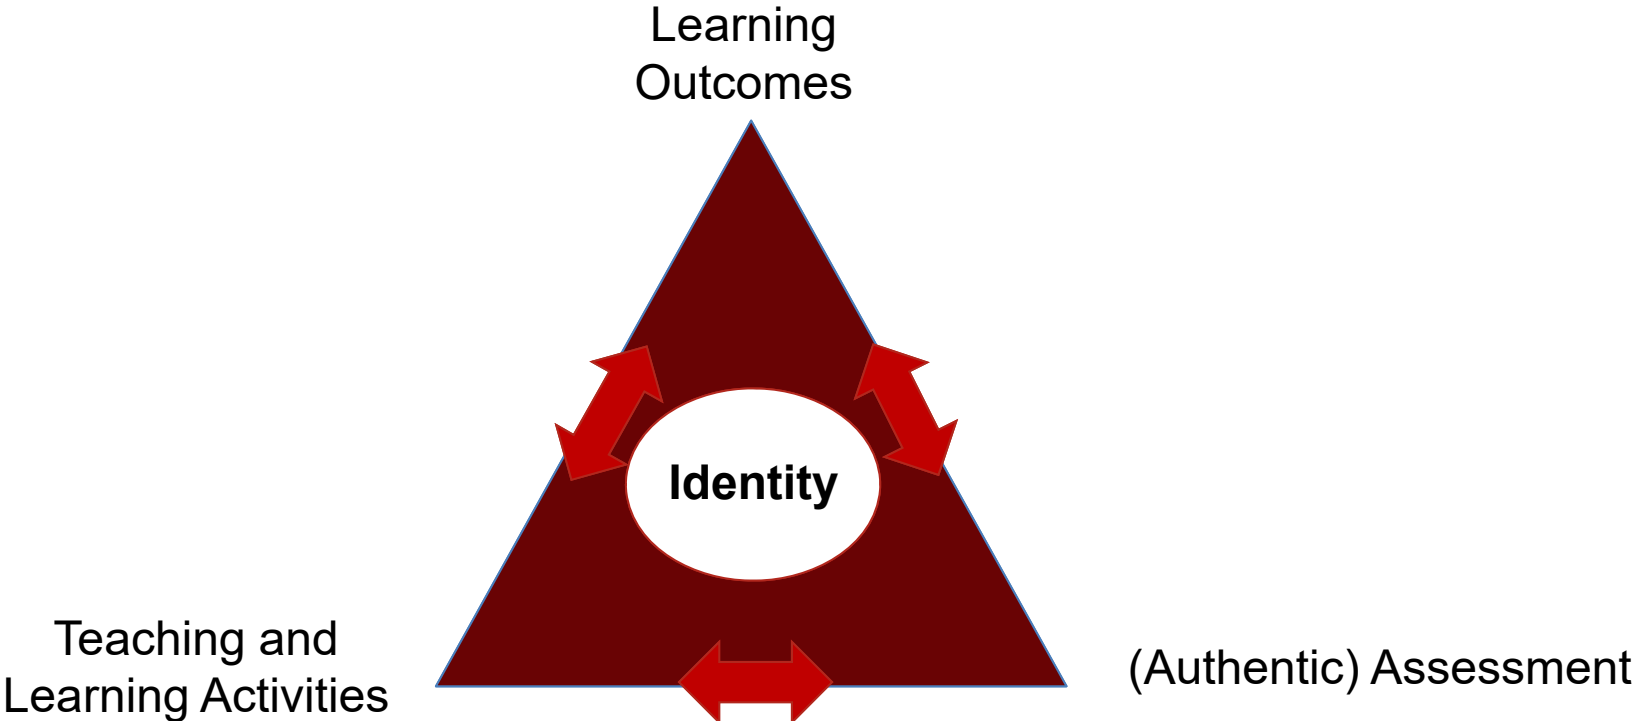 Learning
Outcomes
Identity
Teaching and
Learning Activities
(Authentic) Assessment